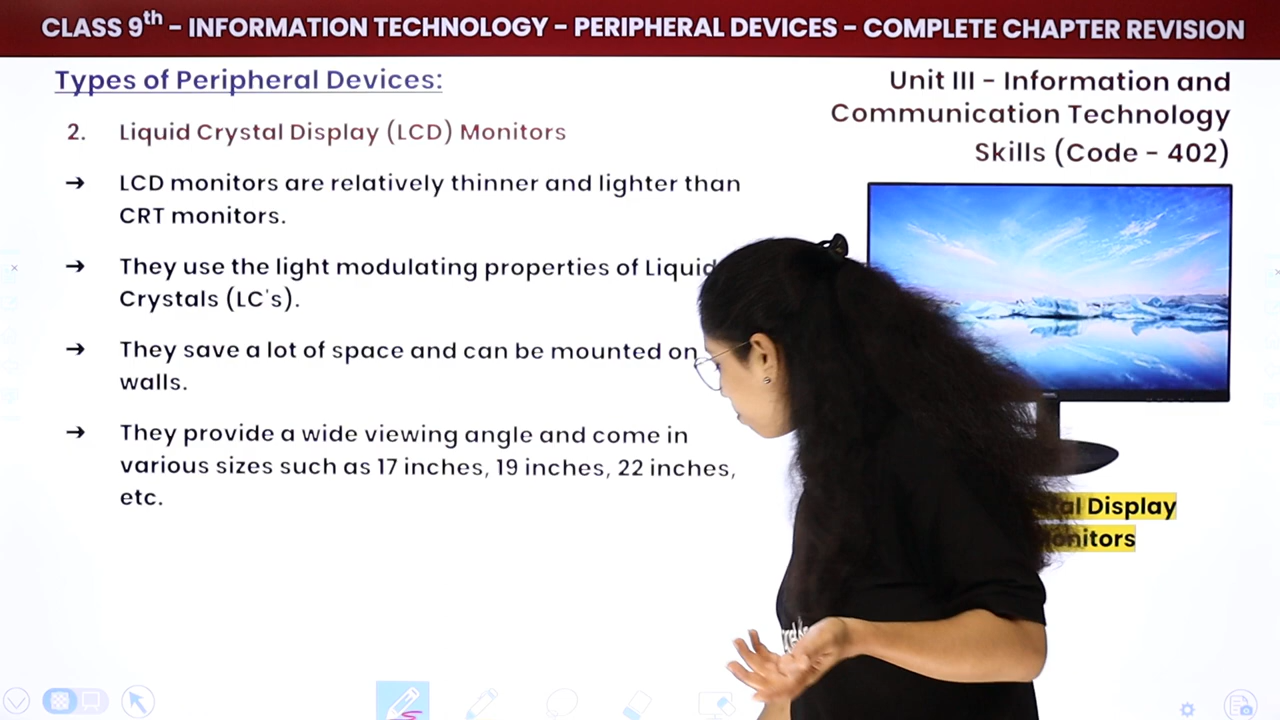 CLASS 9th – INFORMATION TECHNOLOGY – PERIPHERAL DEVICES – COMPLETE CHAPTER REVISION
Types of Peripheral Devices:
Unit III – Information and
Communication Technology
Skills (Code - 402)
2. Liquid Crystal Display (LCD) Monitors
→ LCD monitors are relatively thinner and lighter than
CRT monitors.
→ They use the light modulating properties of Liquid
Crystals (LC's).
→ They save a lot of space and can be mounted on
walls.
→ They provide a wide viewing angle and come in
various sizes such as 17 inches, 19 inches, 22 inches,
etc.
Display